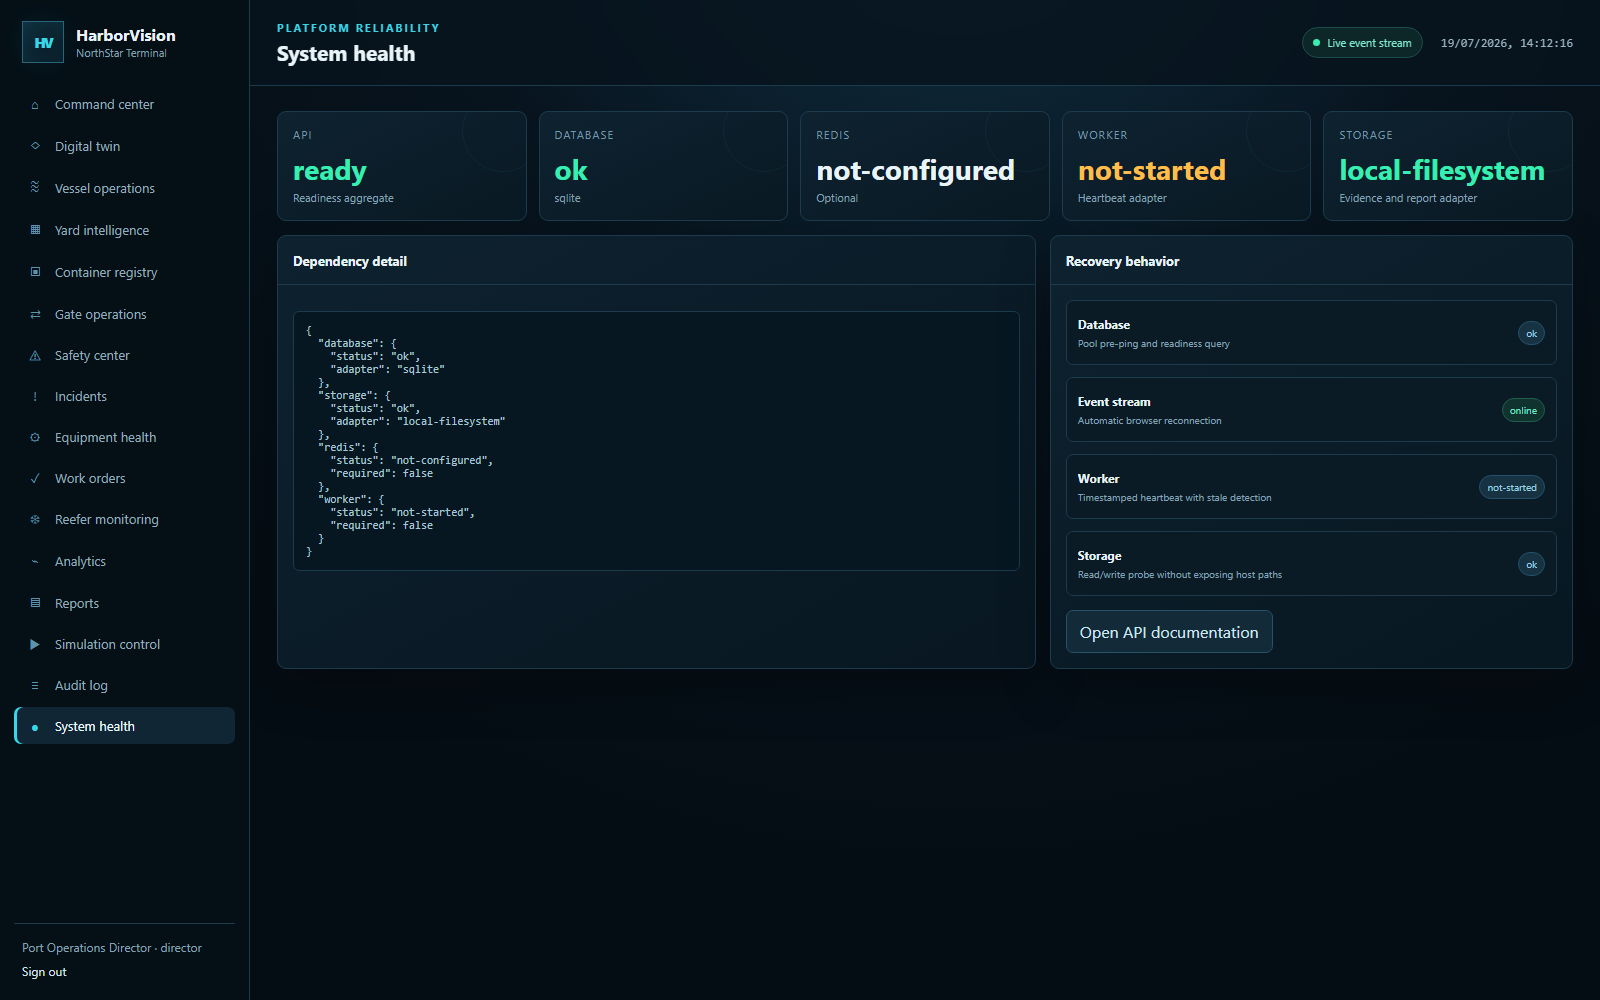 HV
HarborVision
NorthStar Terminal
Command center
Digital twin
Vessel operations
Yard intelligence
Container registry
Gate operations
Safety center
Incidents
Equipment health
Work orders
Reefer monitoring
Analytics
Reports
Simulation control
Audit log
System health
Port Operations Director · director
Sign out
PLATFORM RELIABILITY
System health
Live event stream
19/07/2026, 14:12:16
API
ready
Readiness aggregate
DATABASE
ok
sqlite
REDIS
not-configured
Optional
WORKER
not-started
Heartbeat adapter
STORAGE
local-filesystem
Evidence and report adapter
Dependency detail
{
  "database": {
    "status": "ok",
    "adapter": "sqlite"
  },
  "storage": {
    "status": "ok",
    "adapter": "local-filesystem"
  },
  "redis": {
    "status": "not-configured",
    "required": false
  },
  "worker": {
    "status": "not-started",
    "required": false
  }
}
Recovery behavior
Database
Pool pre-ping and readiness query
ok
Event stream
Automatic browser reconnection
online
Worker
Timestamped heartbeat with stale detection
not-started
Storage
Read/write probe without exposing host paths
ok
Open API documentation